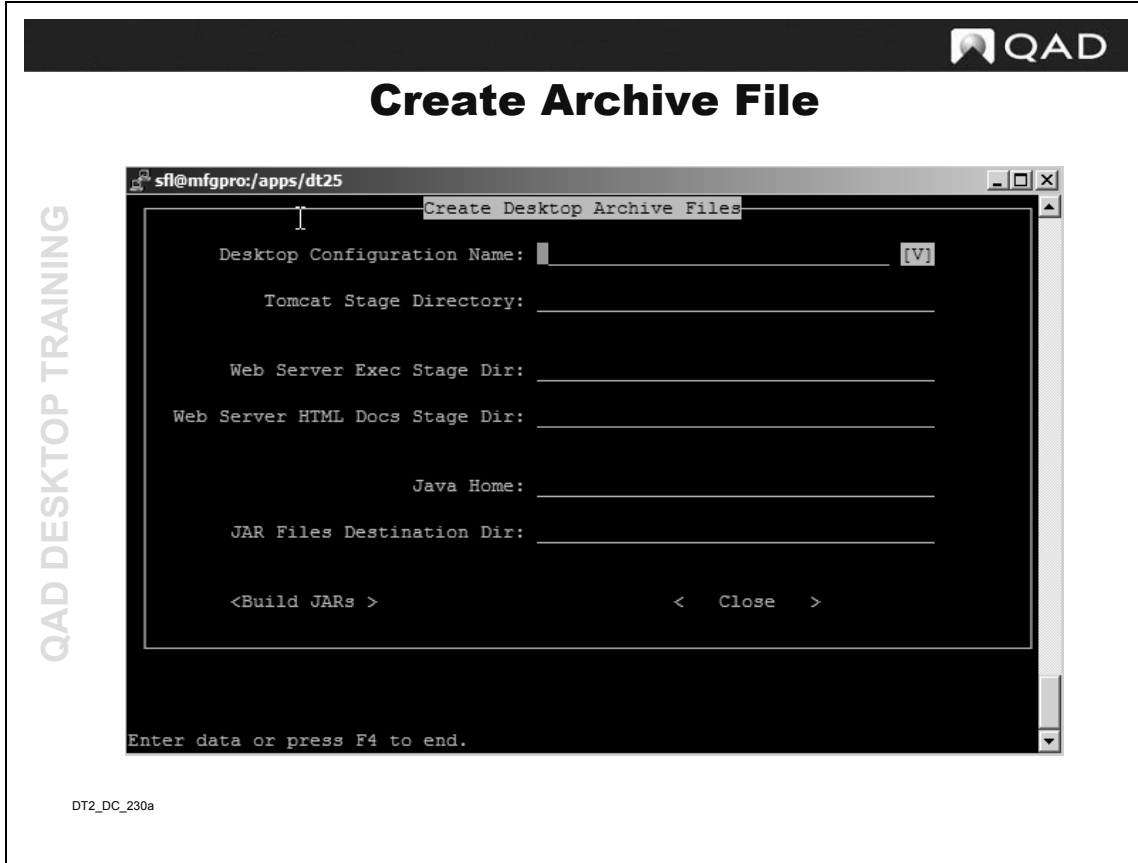 QAD
Create Archive File
QAD DESKTOP TRAINING
sfl@mfgpro:/apps/dt25
Create Desktop Archive Files
Desktop Configuration Name: [V]
Tomcat Stage Directory:
Web Server Exec Stage Dir:
Web Server HTML Docs Stage Dir:
Java Home:
JAR Files Destination Dir:
<Build JARs > < Close >
Enter data or press F4 to end.
DT2_DC_230a